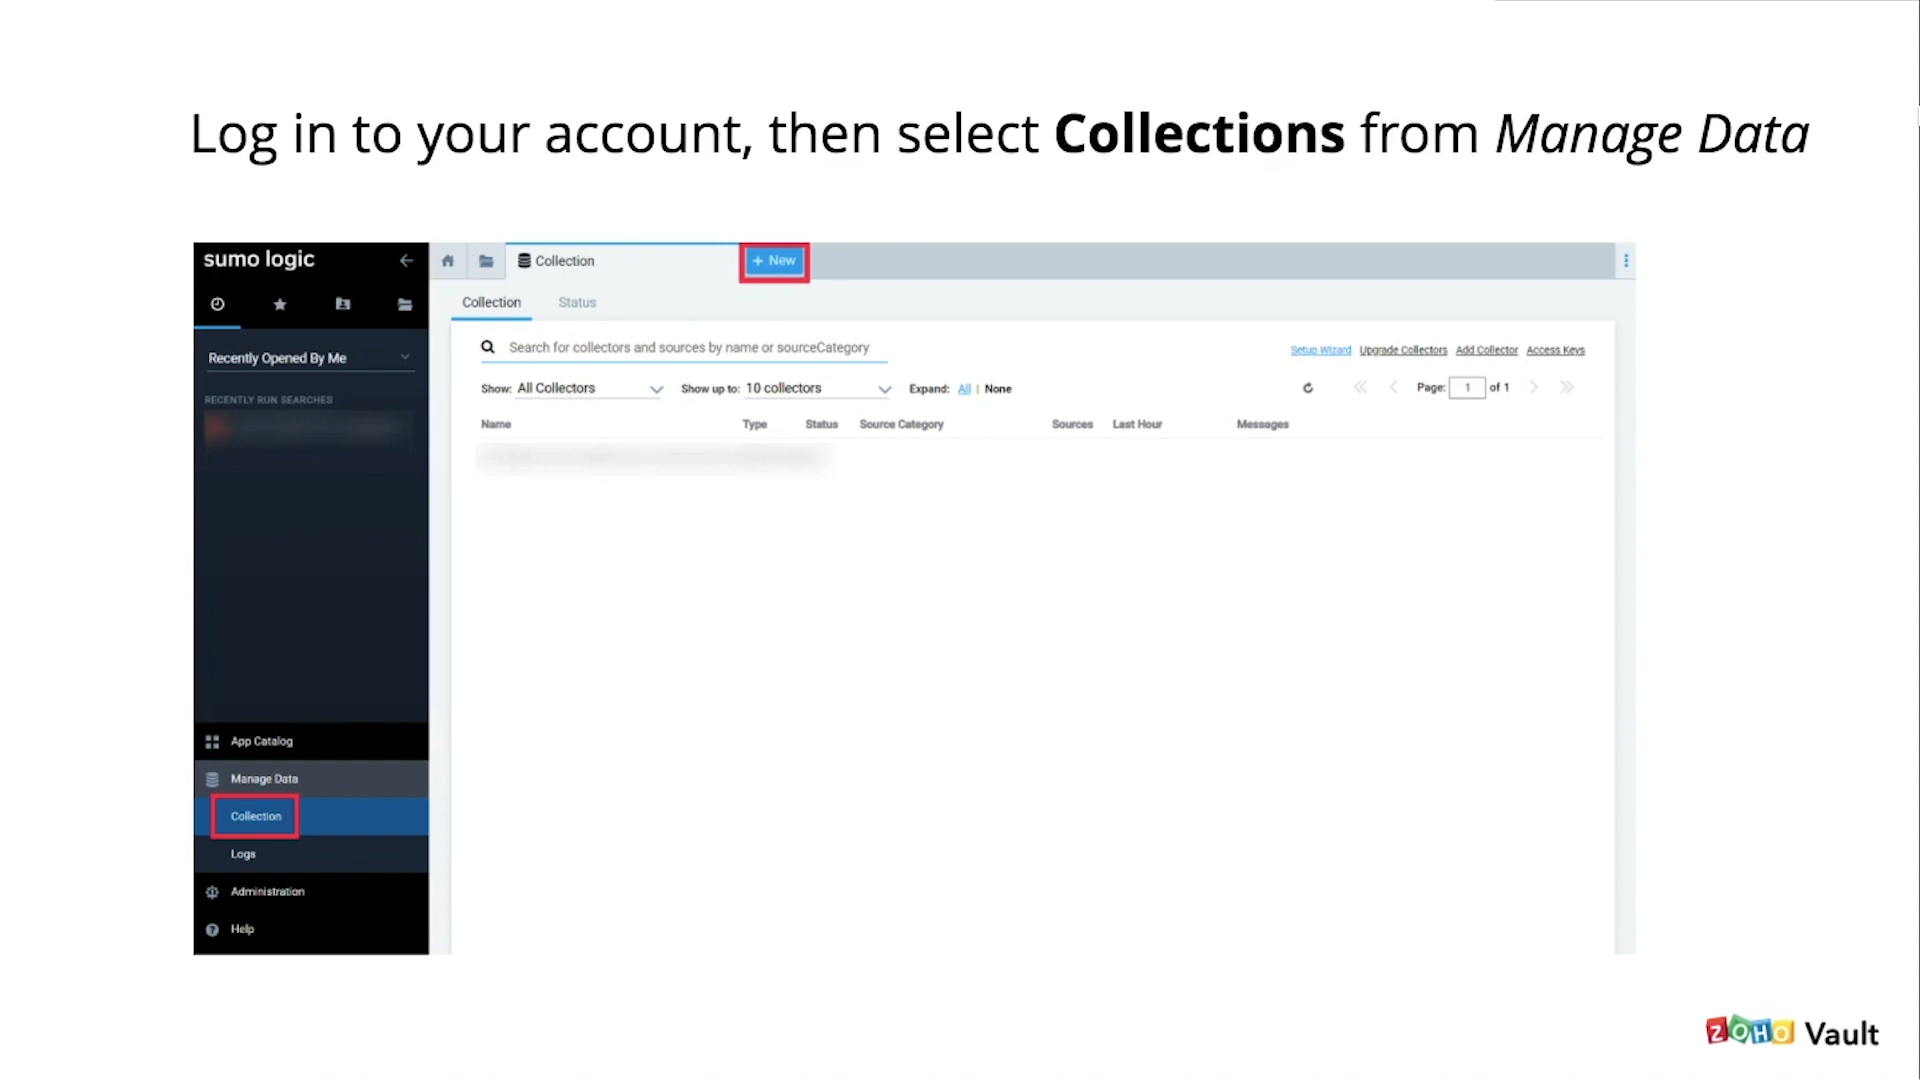 Log in to your account, then select Collections from Manage Data
sumo logic
Collection
+ New
Collection
Status
Recently Opened By Me
RECENTLY RUN SEARCHES
Search for collectors and sources by name or sourceCategory
Setup Wizard Upgrade Collectors Add Collector Access Keys
Show: All Collectors Show up to: 10 collectors Expand: All | None
Page: 1 of 1
Name Type Status Source Category Sources Last Hour Messages
App Catalog
Manage Data
Collection
Logs
Administration
Help
ZOHO Vault